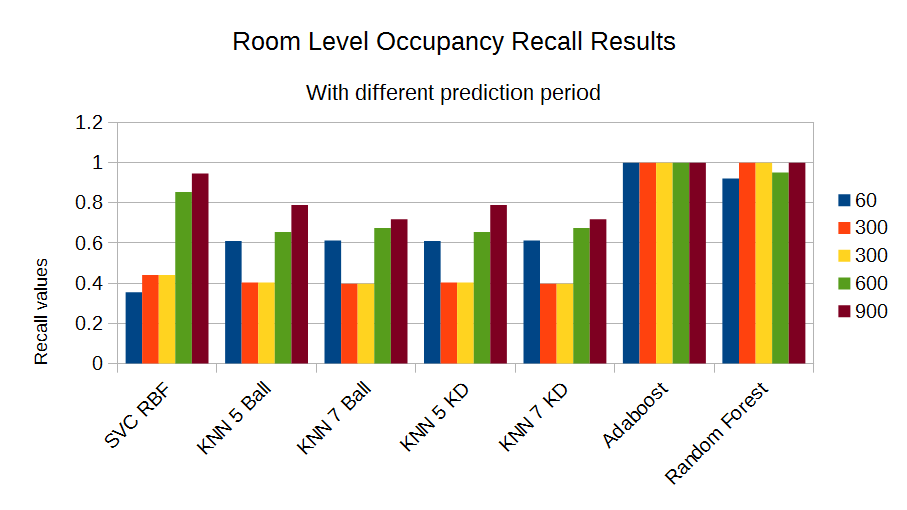 Room Level Occupancy Recall Results
With different prediction period
1.2
1
0.8
0.6
0.4
0.2
0
Recall values
SVC RBF
KNN 5 Ball
KNN 7 Ball
KNN 5 KD
KNN 7 KD
Adaboost
Random Forest
60
300
300
600
900